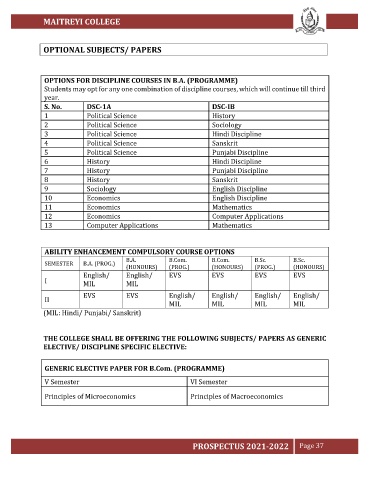 MAITREYI COLLEGE
OPTIONAL SUBJECTS/ PAPERS
OPTIONS FOR DISCIPLINE COURSES IN B.A. (PROGRAMME)
Students may opt for any one combination of discipline courses, which will continue till third
year.
S. No. DSC-1A DSC-IB
1 Political Science History
2 Political Science Sociology
3 Political Science Hindi Discipline
4 Political Science Sanskrit
5 Political Science Punjabi Discipline
6 History Hindi Discipline
7 History Punjabi Discipline
8 History Sanskrit
9 Sociology English Discipline
10 Economics English Discipline
11 Economics Mathematics
12 Economics Computer Applications
13 Computer Applications Mathematics
ABILITY ENHANCEMENT COMPULSORY COURSE OPTIONS
SEMESTER B.A. (PROG.) B.A. (HONOURS) B.Com. (PROG.) B.Com. (HONOURS) B.Sc. (PROG.) B.Sc. (HONOURS)
I English/ MIL English/ MIL EVS EVS EVS EVS
II EVS EVS English/ MIL English/ MIL English/ MIL English/ MIL
(MIL: Hindi/ Punjabi/ Sanskrit)
THE COLLEGE SHALL BE OFFERING THE FOLLOWING SUBJECTS/ PAPERS AS GENERIC
ELECTIVE/ DISCIPLINE SPECIFIC ELECTIVE:
GENERIC ELECTIVE PAPER FOR B.Com. (PROGRAMME)
V Semester VI Semester
Principles of Microeconomics Principles of Macroeconomics
PROSPECTUS 2021-2022 Page 37